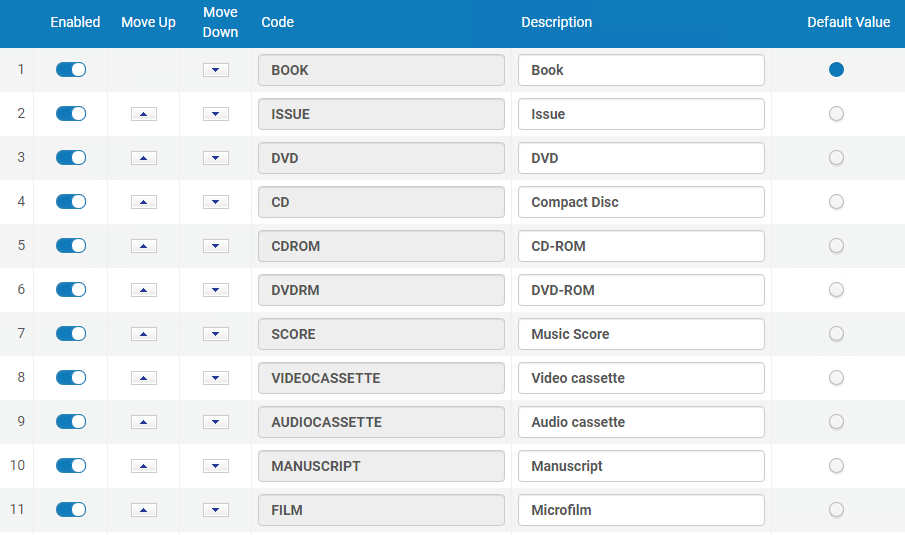 Enabled Move Up Move Down Code Description Default Value
1 BOOK Book
2 ISSUE Issue
3 DVD DVD
4 CD Compact Disc
5 CDROM CD-ROM
6 DVDRM DVD-ROM
7 SCORE Music Score
8 VIDEOCASSETTE Video cassette
9 AUDIOCASSETTE Audio cassette
10 MANUSCRIPT Manuscript
11 FILM Microfilm